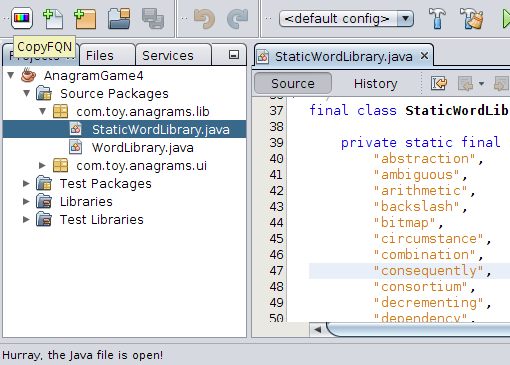 <default config>
CopyFQN
Projects
Files
Services
StaticWordLibrary.java
AnagramGame4
Source Packages
com.toy.anagrams.lib
StaticWordLibrary.java
WordLibrary.java
com.toy.anagrams.ui
Test Packages
Libraries
Test Libraries
Source
History
36
37 final class StaticWordLib
38
39 private static final
40 "abstraction",
41 "ambiguous",
42 "arithmetic",
43 "backslash",
44 "bitmap",
45 "circumstance",
46 "combination",
47 "consequently",
48 "consortium",
49 "decrementing",
50 "dependency",
Hurray, the Java file is open!